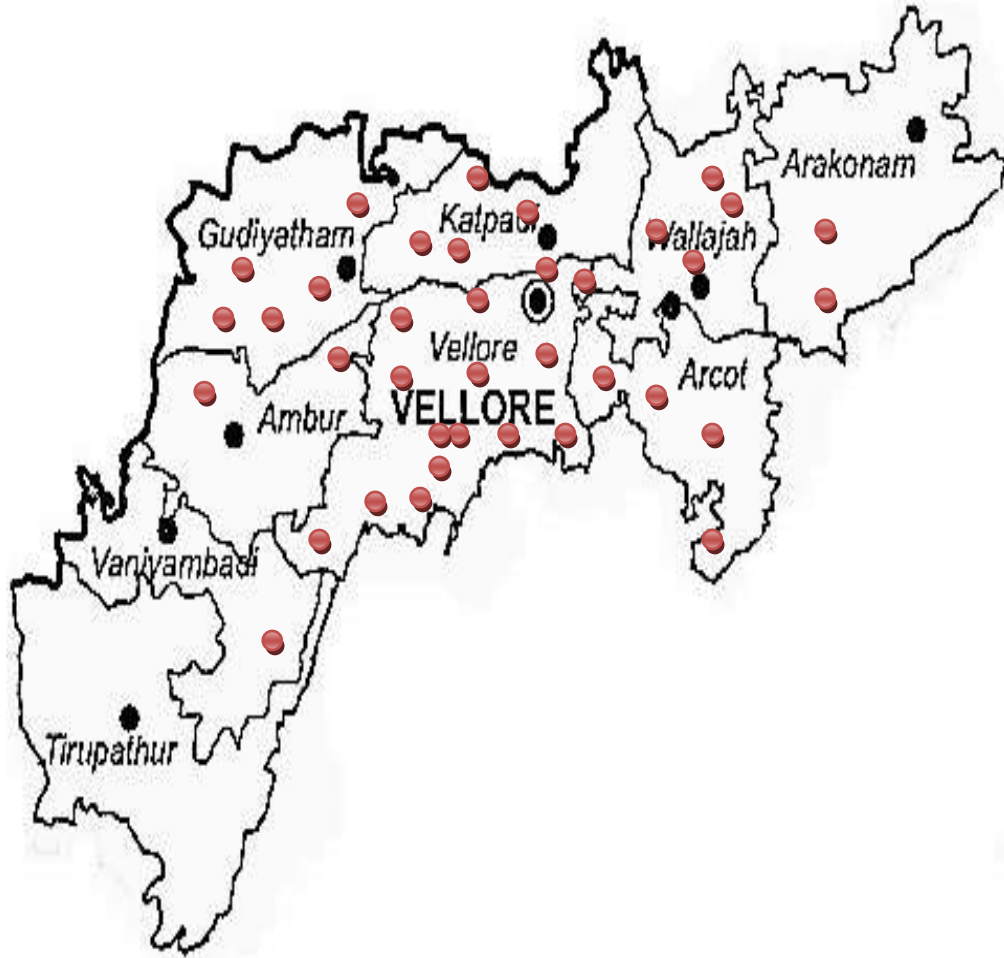 Arakonam
Katpadi
Gudiyatham
Wallajah
Vellore
Arcot
VELLORE
Ambur
Vaniyambadi
Tirupathur